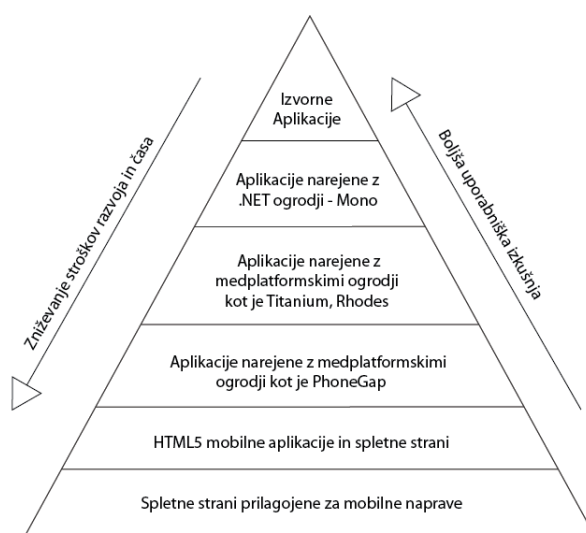 Izvorne
Aplikacije
Zniževanje stroškov razvoja in časa
Boljša uporabniška izkušnja
Aplikacije narejene z
.NET ogrodji - Mono
Aplikacije narejene z
medplatformskimi ogrodji
kot je Titanium, Rhodes
Aplikacije narejene z medplatformskimi
ogrodji kot je PhoneGap
HTML5 mobilne aplikacije in spletne strani
Spletne strani prilagojene za mobilne naprave